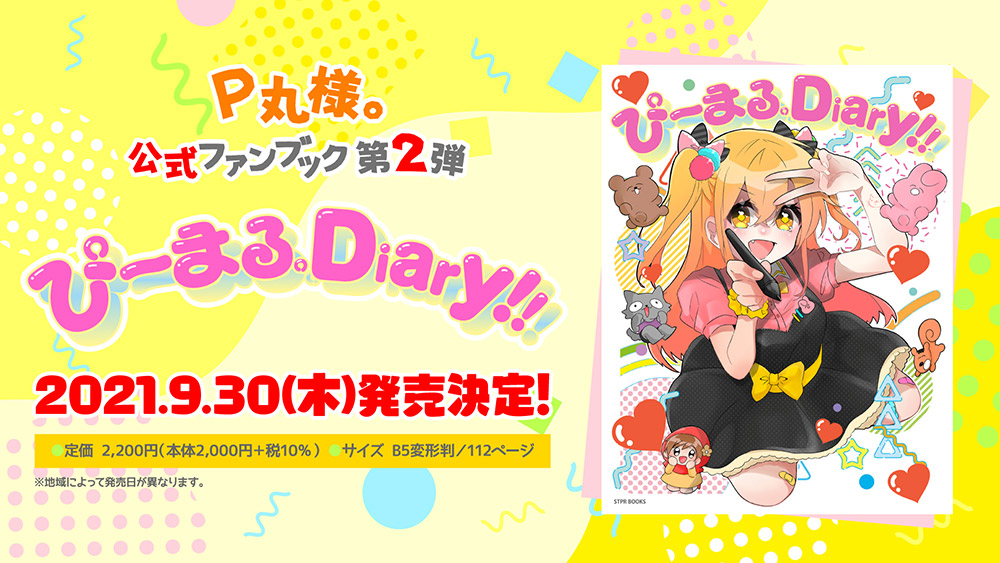 P丸様。
公式ファンブック 第2弾
ぴーまる。Diary!!
2021.9.30(木)発売決定!
●定価 2,200円(本体2,000円+税10%) ●サイズ B5変形判/112ページ
※地域によって発売日が異なります。
ぴーまる。Diary!!
STPR BOOKS